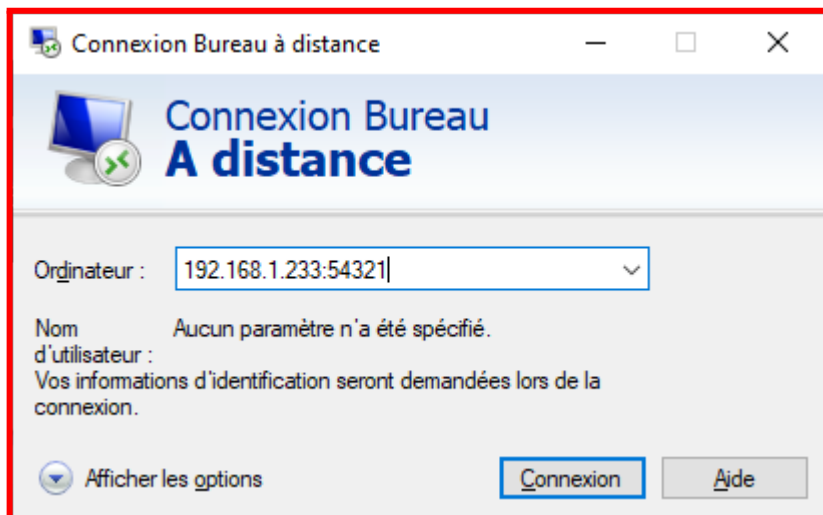 Connexion Bureau à distance
Connexion Bureau
A distance
Ordinateur :
192.168.1.233:54321
Nom
d'utilisateur :
Aucun paramètre n'a été spécifié.
Vos informations d'identification seront demandées lors de la
connexion.
Afficher les options
Connexion
Aide